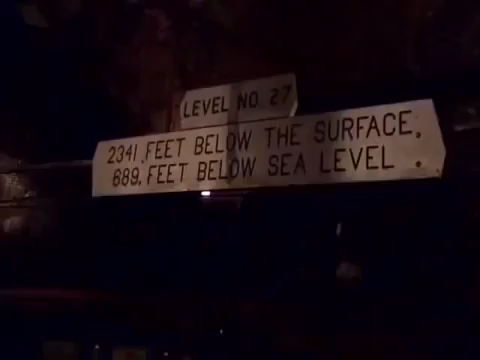 LEVEL NO 27
2341.FEET BELOW THE SURFACE.
689.FEET BELOW SEA LEVEL .